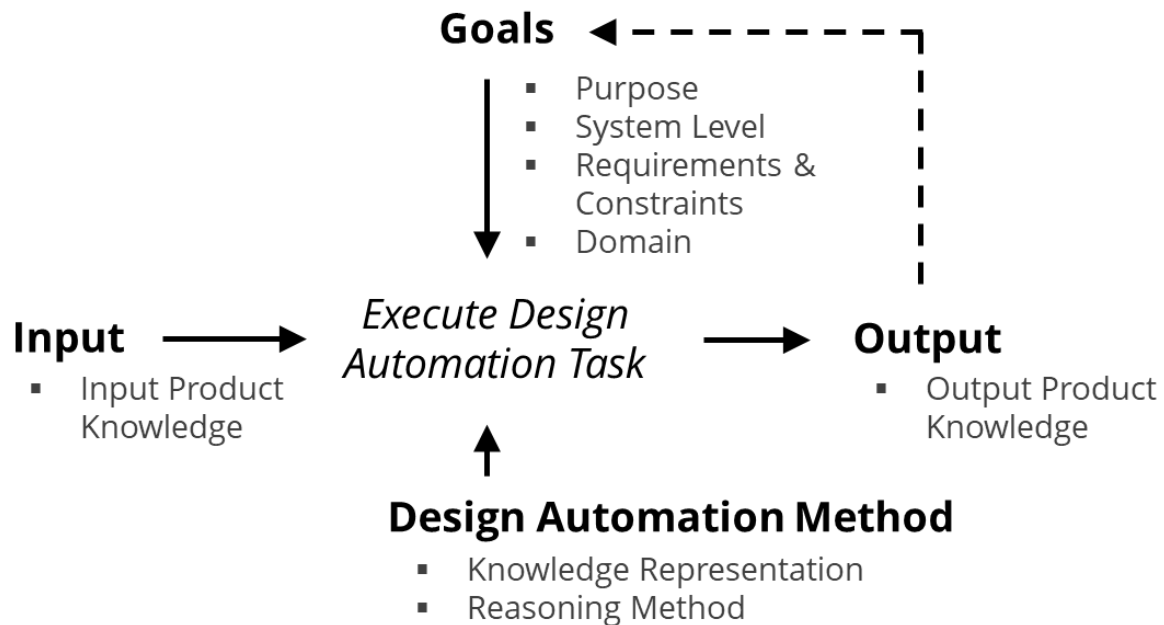 Goals
▪ Purpose
▪ System Level
▪ Requirements &
Constraints
▪ Domain
Input
▪ Input Product
Knowledge
Execute Design
Automation Task
Output
▪ Output Product
Knowledge
Design Automation Method
▪ Knowledge Representation
▪ Reasoning Method